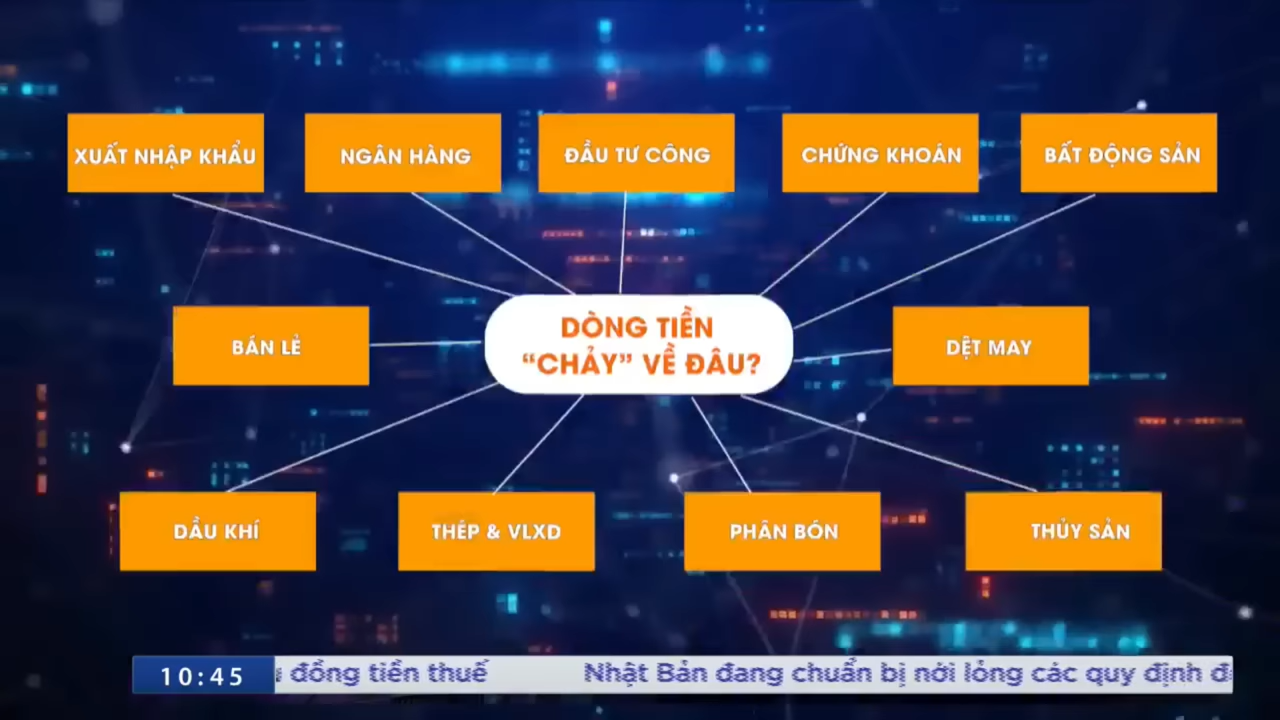 XUẤT NHẬP KHẨU
NGÂN HÀNG
ĐẦU TƯ CÔNG
CHỨNG KHOÁN
BẤT ĐỘNG SẢN
BÁN LẺ
DÒNG TIỀN
“CHẢY” VỀ ĐÂU?
DỆT MAY
DẦU KHÍ
THÉP & VLXD
PHÂN BÓN
THỦY SẢN
10:45
đồng tiền thuế
Nhật Bản đang chuẩn bị nới lỏng các quy định